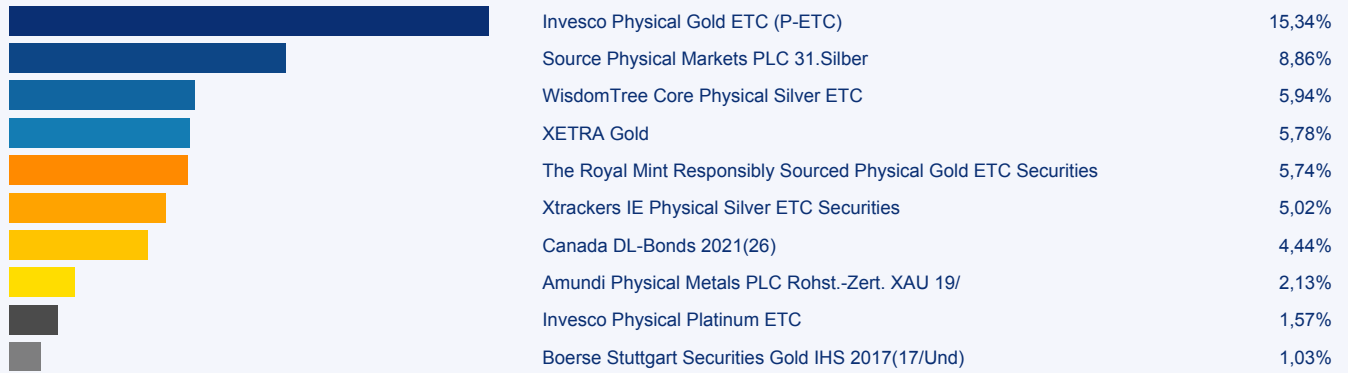 Invesco Physical Gold ETC (P-ETC) 15,34%
Source Physical Markets PLC 31.Silber 8,86%
WisdomTree Core Physical Silver ETC 5,94%
XETRA Gold 5,78%
The Royal Mint Responsibly Sourced Physical Gold ETC Securities 5,74%
Xtrackers IE Physical Silver ETC Securities 5,02%
Canada DL-Bonds 2021(26) 4,44%
Amundi Physical Metals PLC Rohst.-Zert. XAU 19/ 2,13%
Invesco Physical Platinum ETC 1,57%
Boerse Stuttgart Securities Gold IHS 2017(17/Und) 1,03%